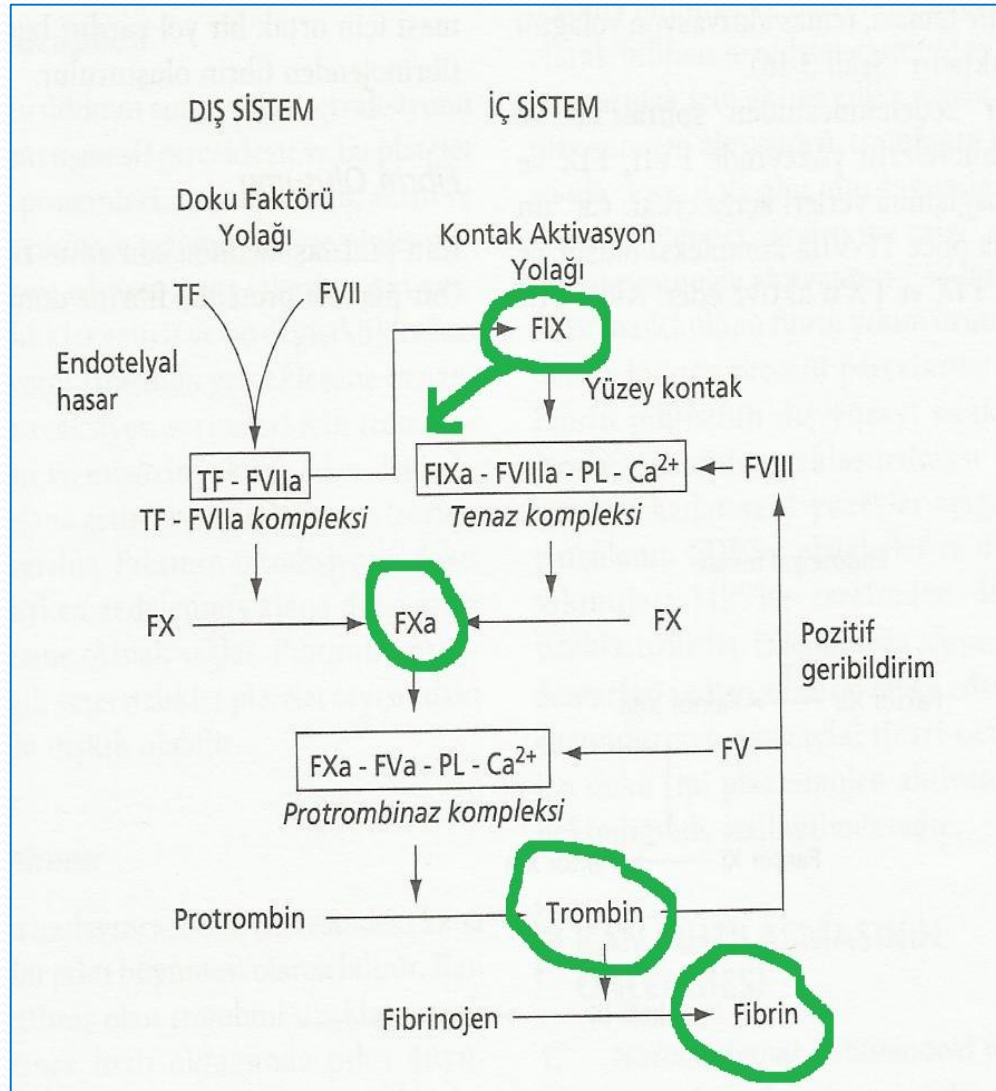 DIŞ SİSTEM
İÇ SİSTEM
Doku Faktörü
Yolağı
Kontak Aktivasyon
Yolağı
TF
FVII
FIX
Endotelyal
hasar
Yüzey kontak
TF - FVIIa
FIXa - FVIIIa - PL - Ca²⁺
FVIII
TF - FVIIa kompleksi
Tenaz kompleksi
FX
FXa
FX
Pozitif
geribildirim
FXa - FVa - PL - Ca²⁺
FV
Protrombinaz kompleksi
Protrombin
Trombin
Fibrinojen
Fibrin